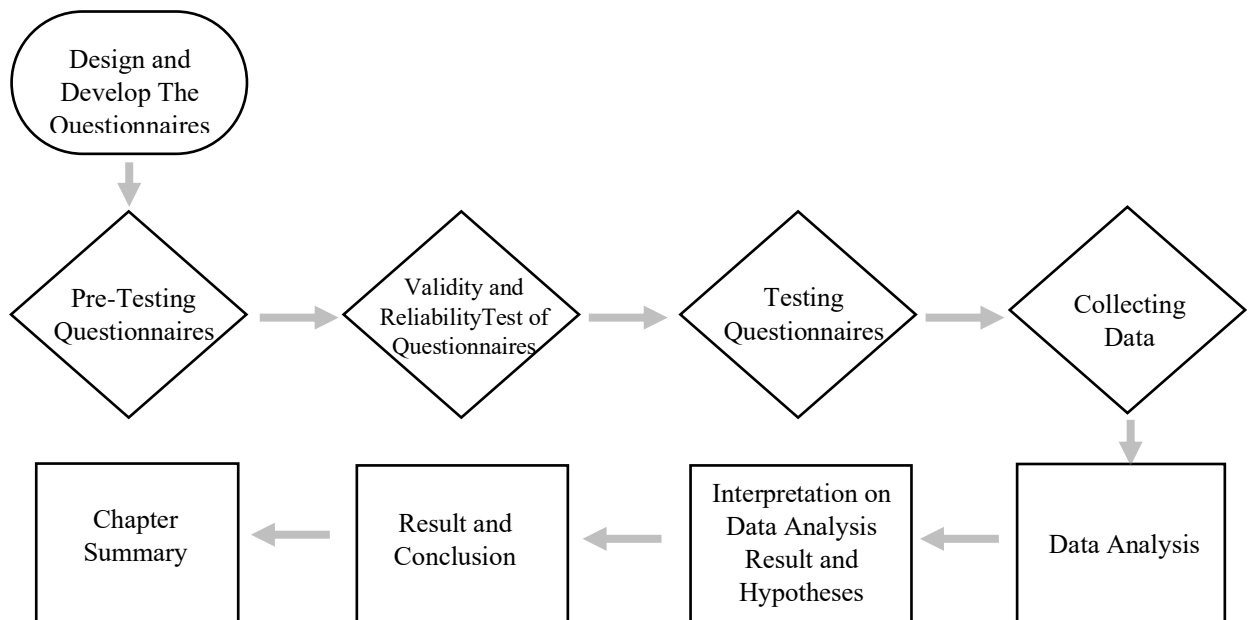 Design and
Develop The
Questionnaires
Pre-Testing
Questionnaires
Validity and
ReliabilityTest of
Questionnaires
Testing
Questionnaires
Collecting
Data
Data Analysis
Interpretation on
Data Analysis
Result and
Hypotheses
Result and
Conclusion
Chapter
Summary